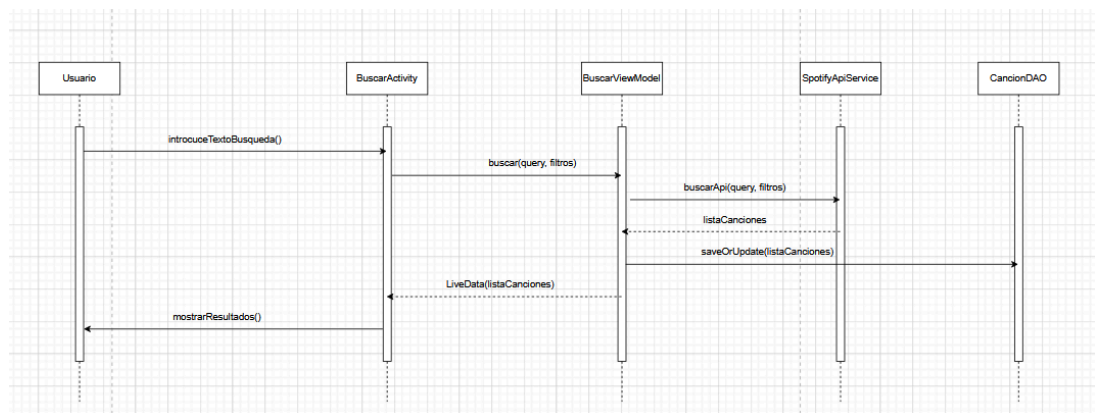 Usuario
BuscarActivity
BuscarViewModel
SpotifyApiService
CancionDAO
introcuceTextoBusqueda()
buscar(query, filtros)
buscarApi(query, filtros)
listaCanciones
saveOrUpdate(listaCanciones)
LiveData(listaCanciones)
mostrarResultados()